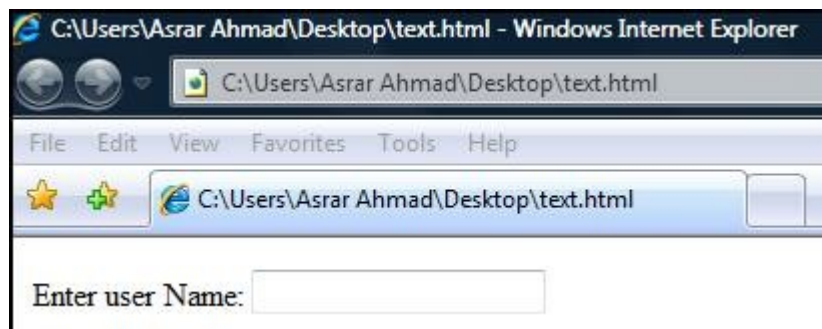 C:\Users\Asrar Ahmad\Desktop\text.html - Windows Internet Explorer
C:\Users\Asrar Ahmad\Desktop\text.html
File Edit View Favorites Tools Help
C:\Users\Asrar Ahmad\Desktop\text.html
Enter user Name: